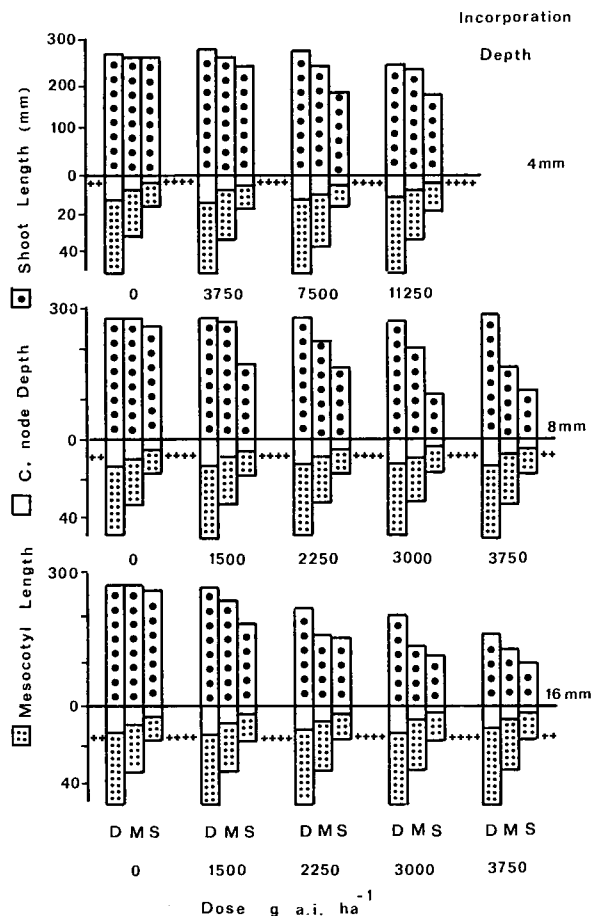 Incorporation
Depth
Shoot Length (mm)
C. node Depth
Mesocotyl Length
300
200
100
0
20
40
4mm
0 3750 7500 11250
300
0
40
8mm
0 1500 2250 3000 3750
300
0
40
16mm
D M S D M S D M S D M S D M S
0 1500 2250 3000 3750
Dose g a.i. ha-1